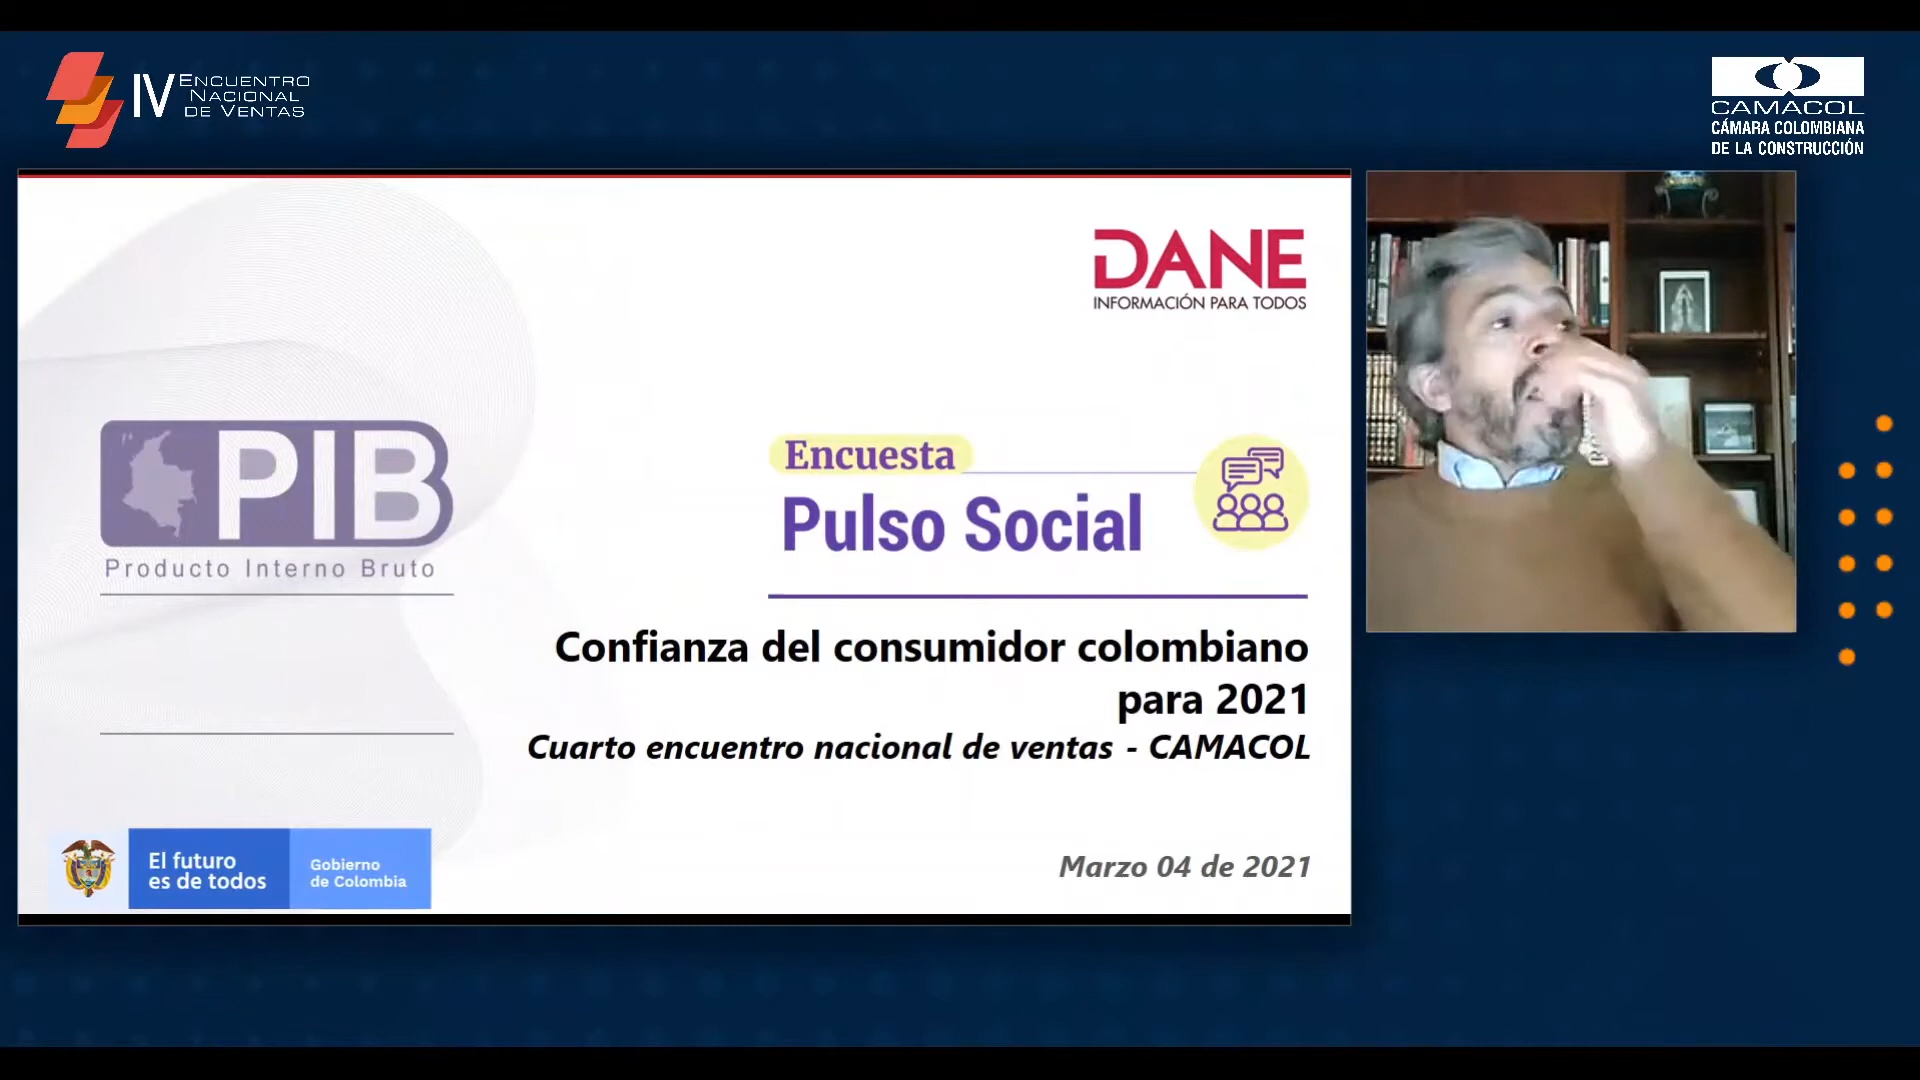 IV ENCUENTRO
NACIONAL
DE VENTAS
CAMACOL
CÁMARA COLOMBIANA
DE LA CONSTRUCCIÓN
DANE
INFORMACIÓN PARA TODOS
PIB
Producto Interno Bruto
Encuesta
Pulso Social
Confianza del consumidor colombiano
para 2021
Cuarto encuentro nacional de ventas - CAMACOL
El futuro
es de todos
Gobierno
de Colombia
Marzo 04 de 2021